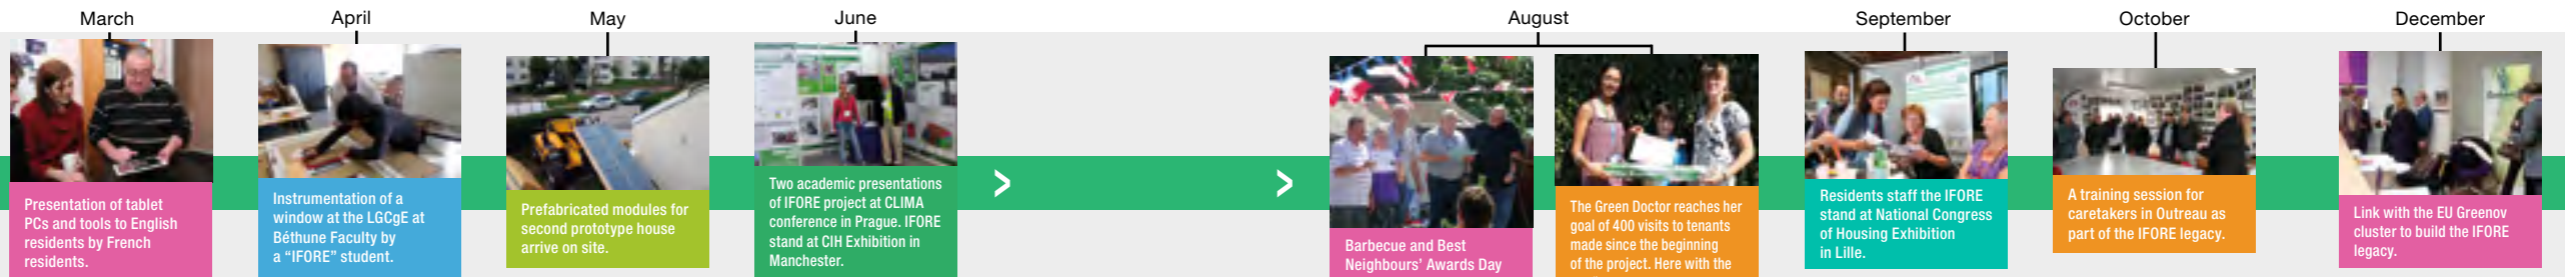 March
Presentation of tablet
PCs and tools to English
residents by French
residents.
April
Instrumentation of a
window at the LGCgE at
Béthune Faculty by
a “IFORE” student.
May
Prefabricated modules for
second prototype house
arrive on site.
June
Two academic presentations
of IFORE project at CLIMA
conference in Prague. IFORE
stand at CIH Exhibition in
Manchester.
>
>
August
Barbecue and Best
Neighbours’ Awards Day
The Green Doctor reaches her
goal of 400 visits to tenants
made since the beginning
of the project. Here with the
September
Residents staff the IFORE
stand at National Congress
of Housing Exhibition
in Lille.
October
A training session for
caretakers in Outreau as
part of the IFORE legacy.
December
Link with the EU Greenov
cluster to build the IFORE
legacy.